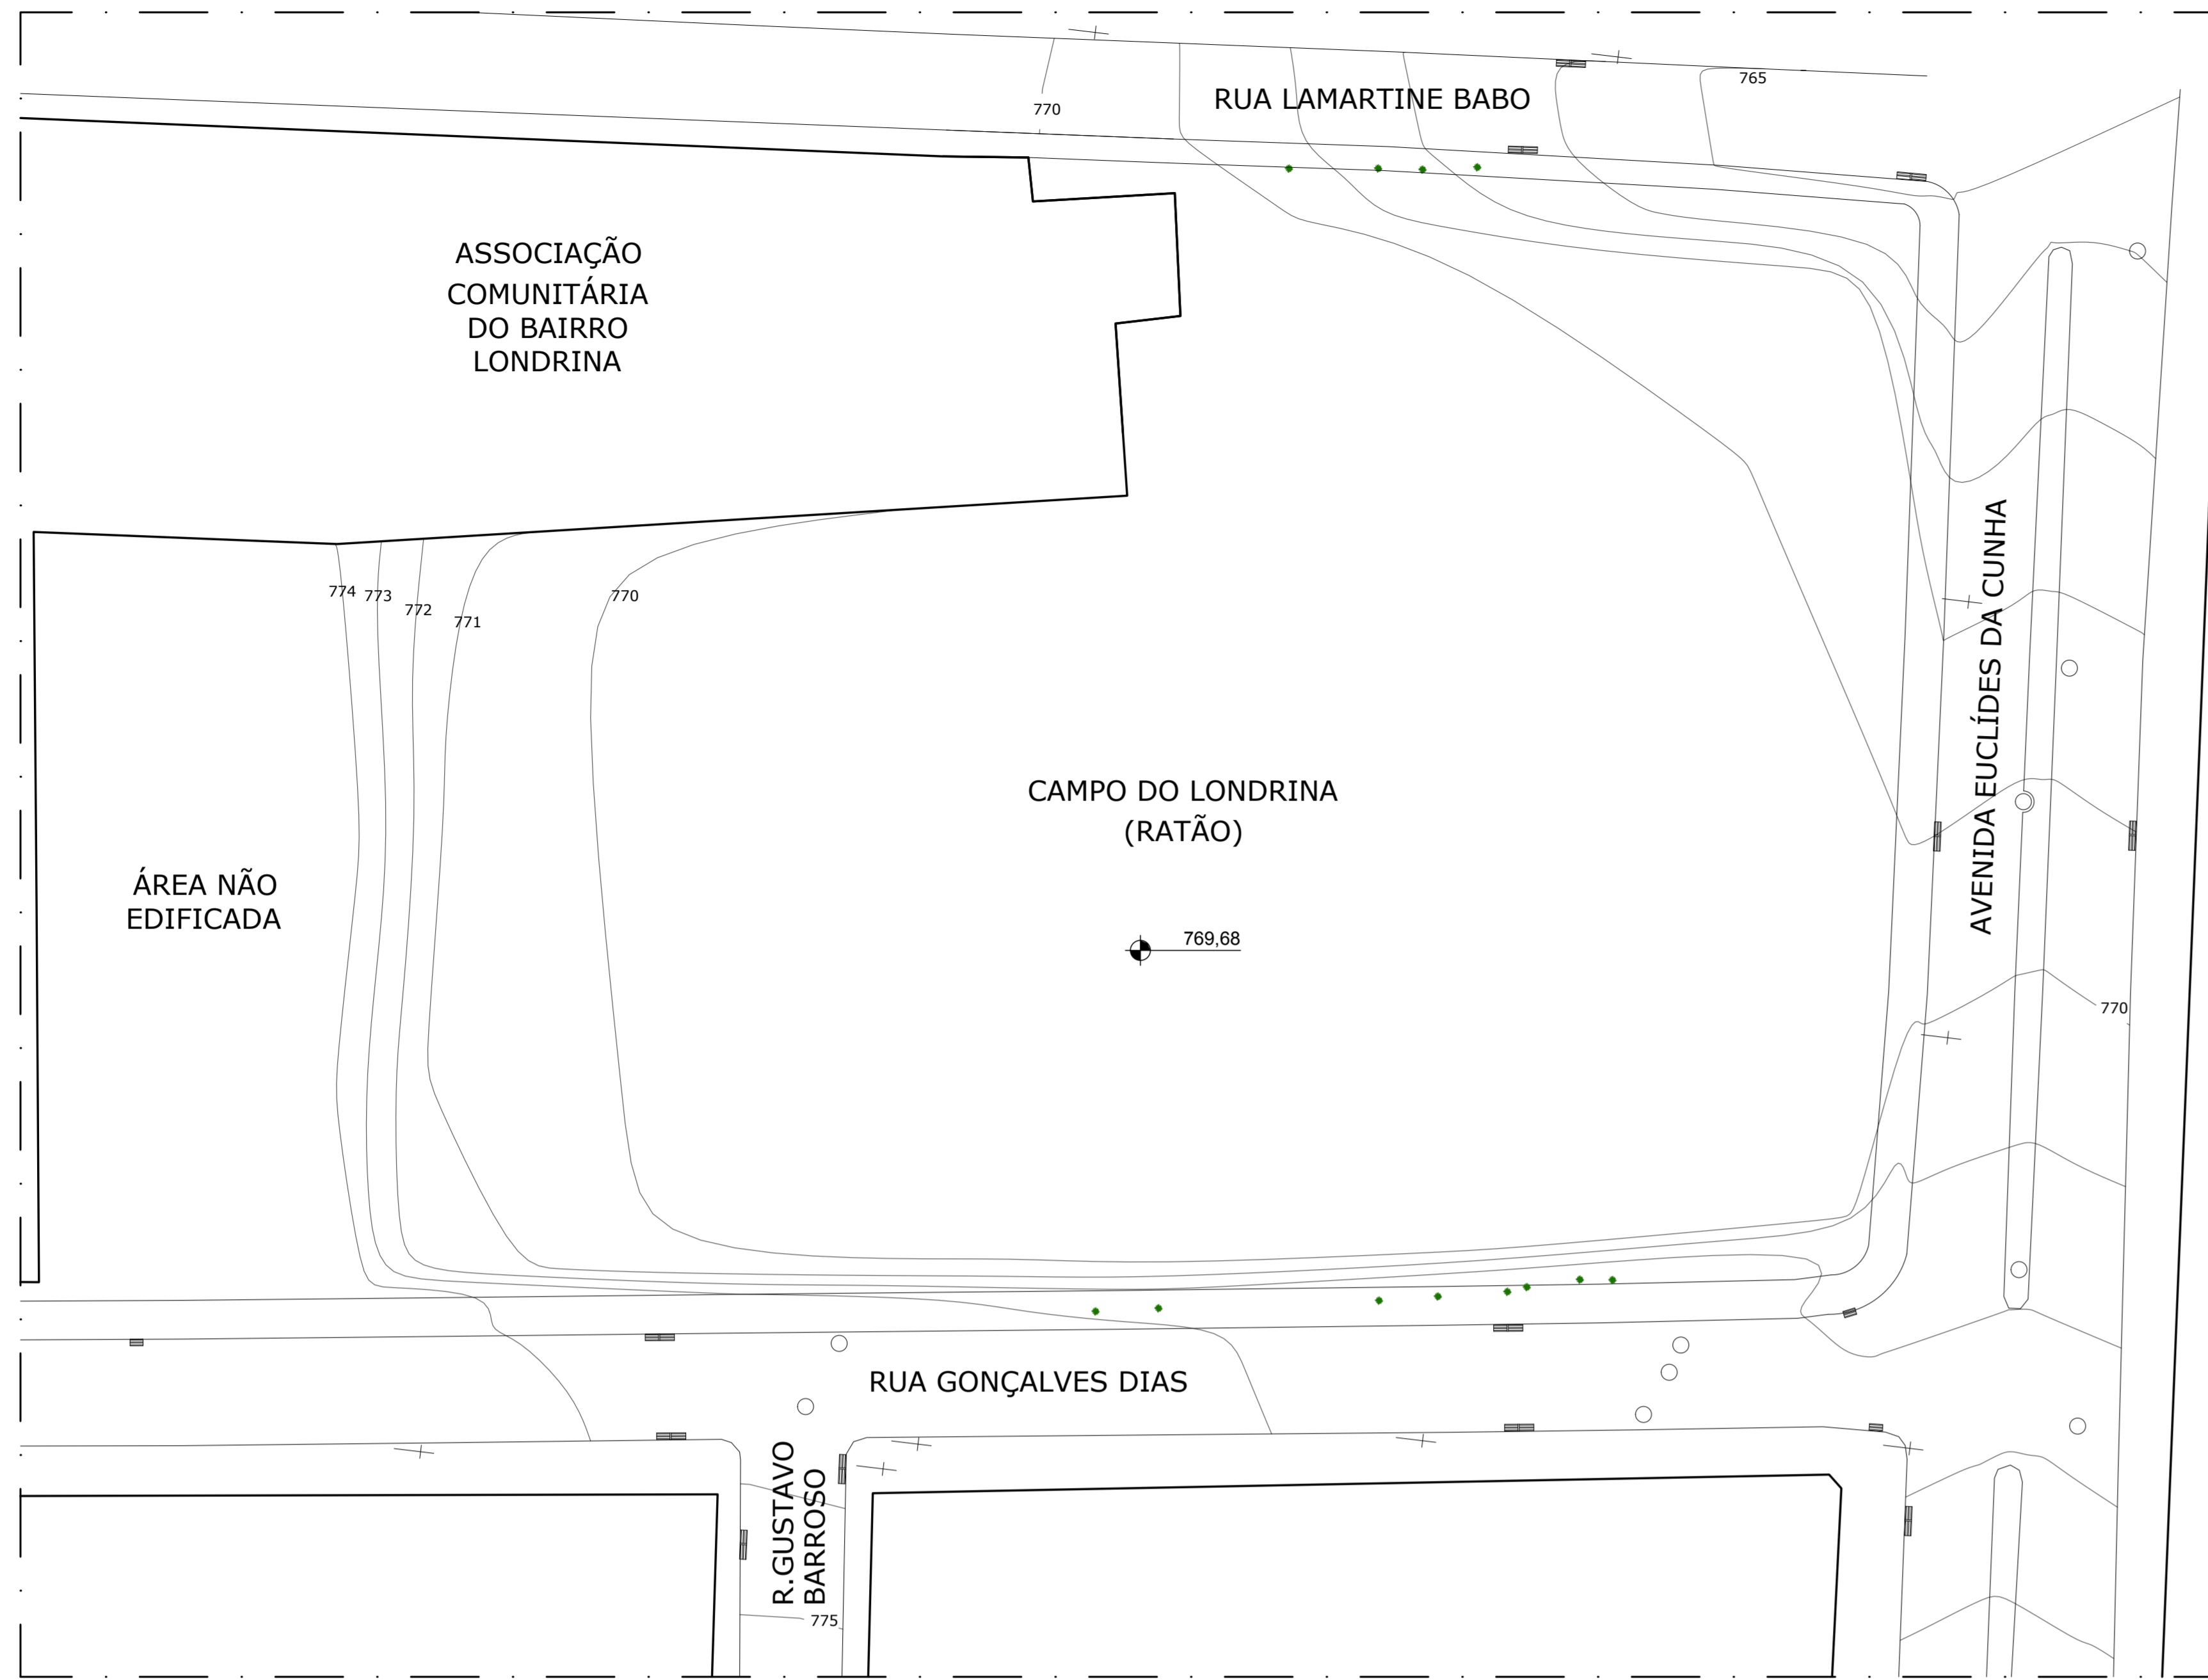 765
RUA LAMARTINE BABO
770
ASSOCIAÇÃO
COMUNITÁRIA
DO BAIRRO
LONDRINA
774
773
772
771
770
AVENIDA EUCLÍDES DA CUNHA
CAMPO DO LONDRINA
(RATÃO)
ÁREA NÃO
EDIFICADA
769,68
770
RUA GONÇALVES DIAS
R.GUSTAVO
BARROSO
775